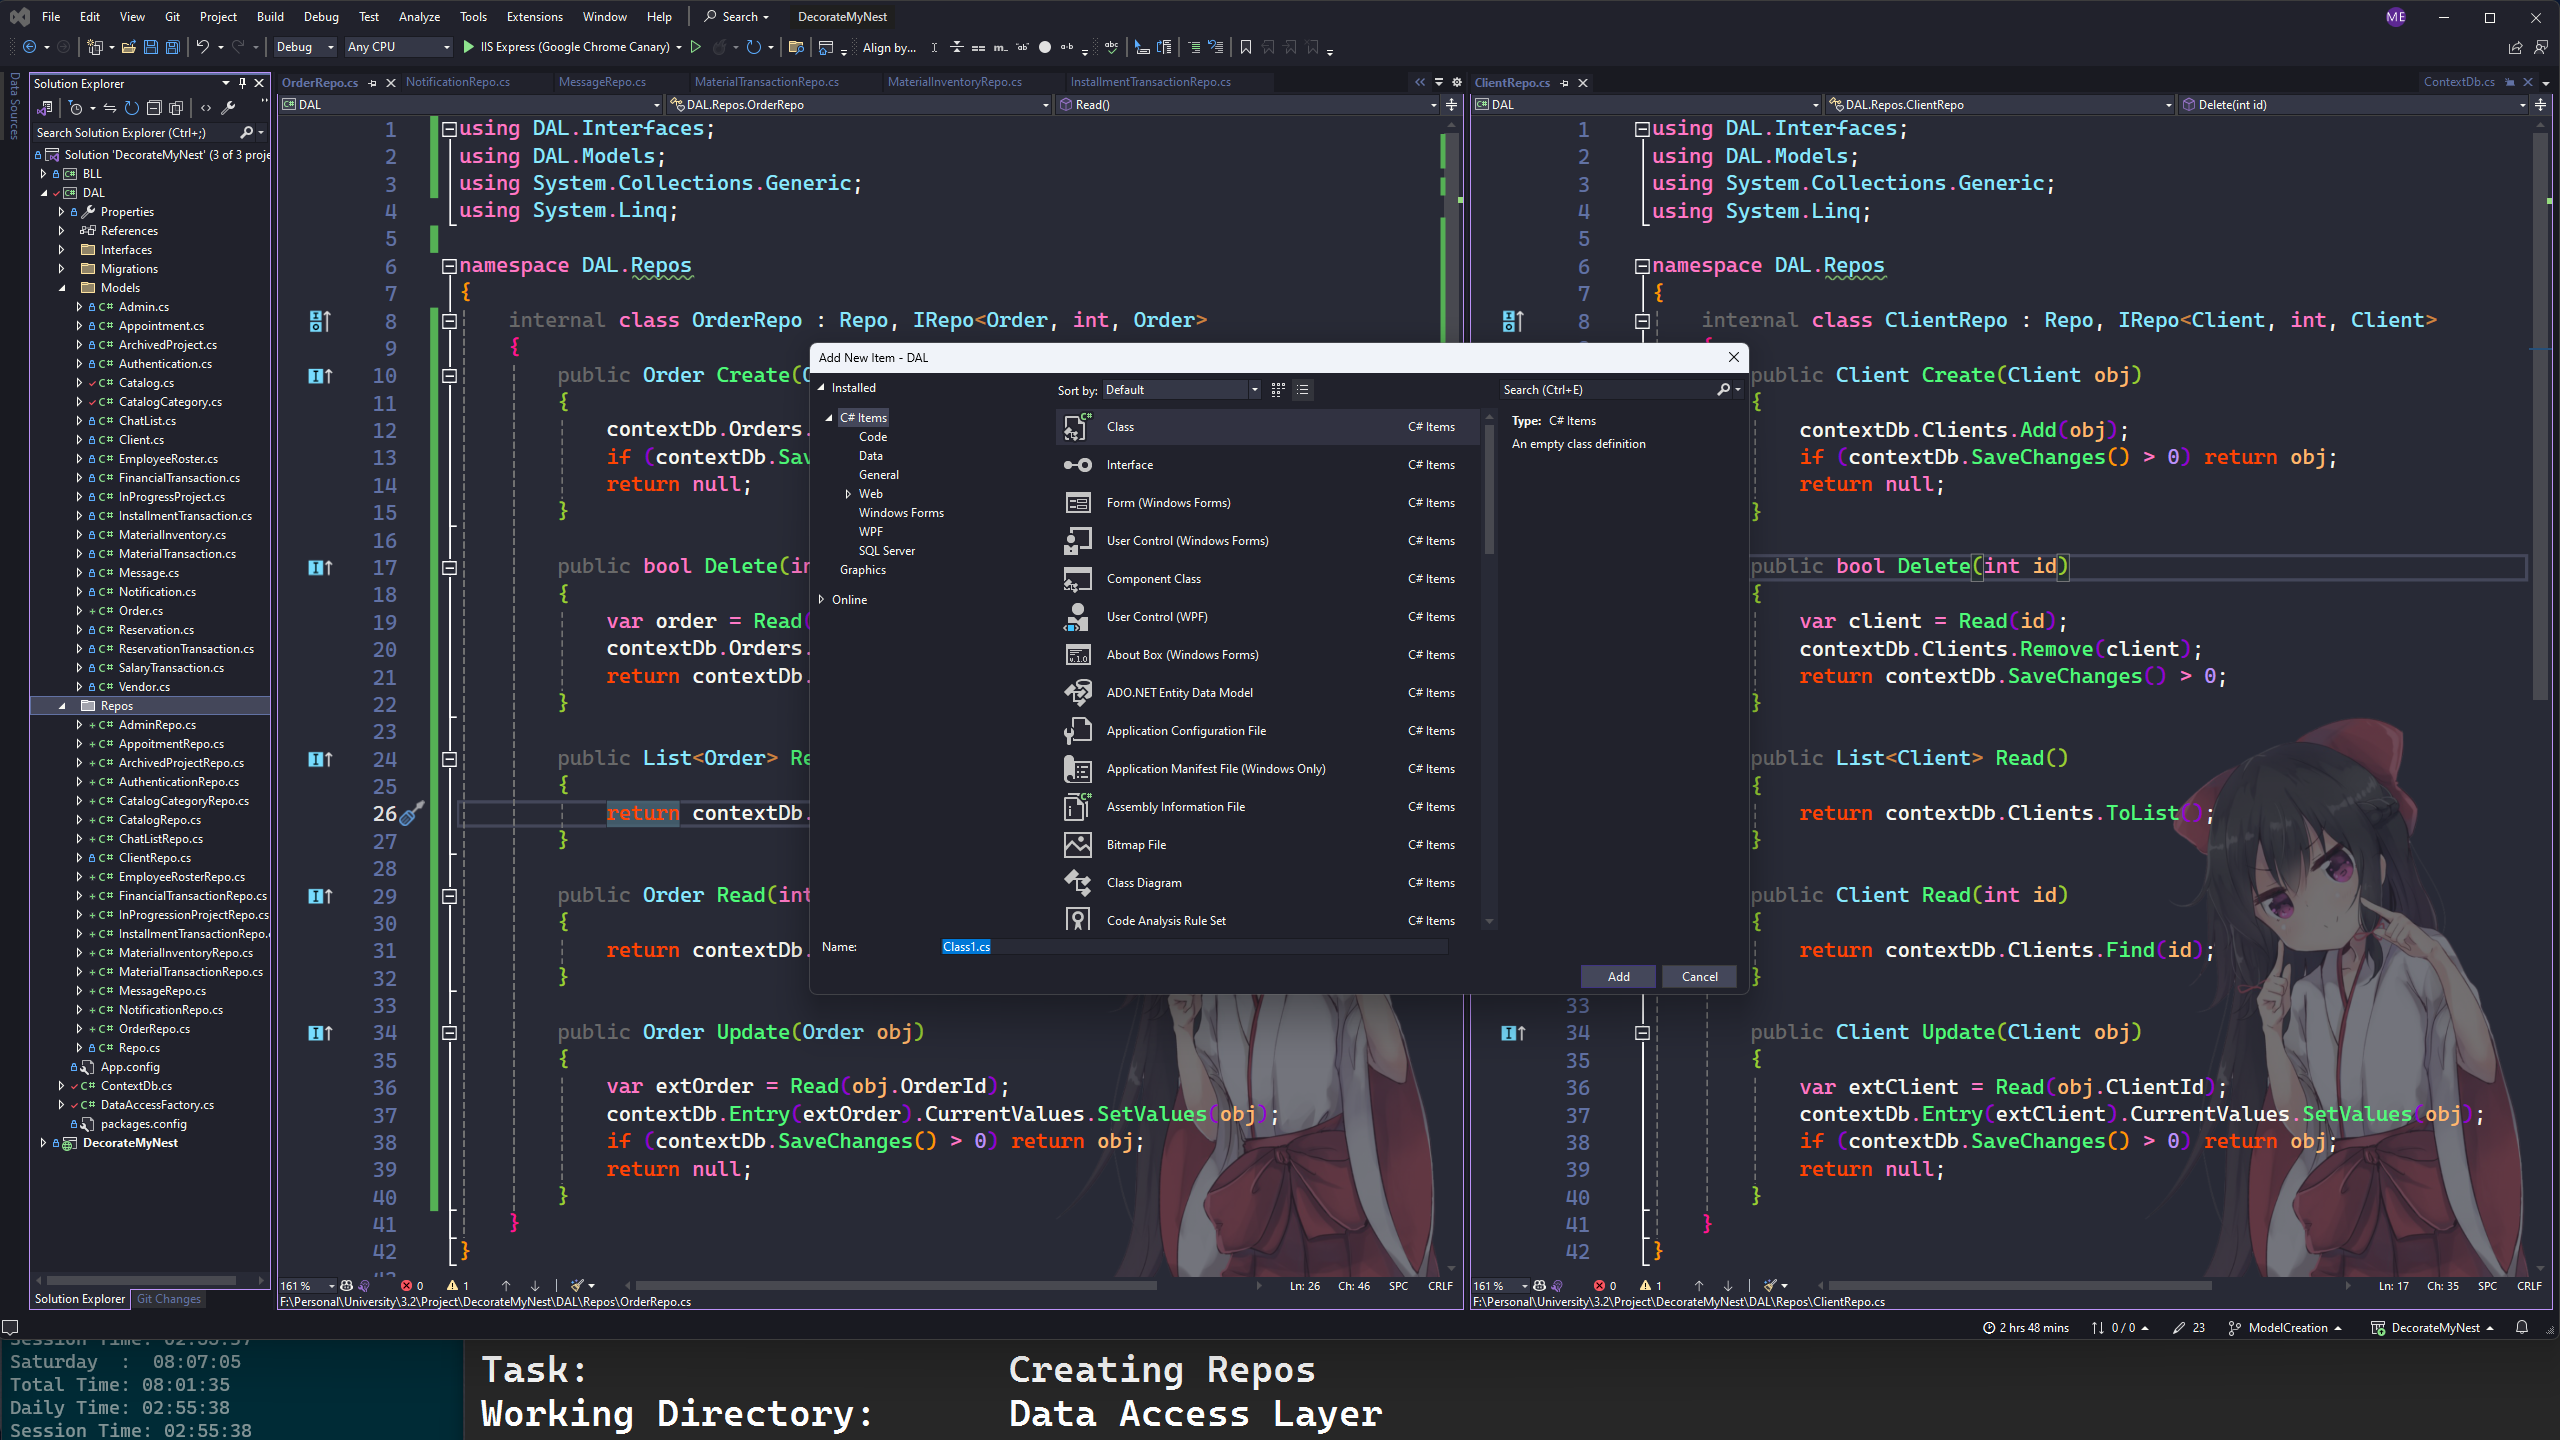 File Edit View Git Project Build Debug Test Analyze Tools Extensions Window Help Search DecorateMyNest ME
Debug Any CPU IIS Express (Google Chrome Canary) Align by...
Data Sources
Solution Explorer
Search Solution Explorer (Ctrl+;)
Solution 'DecorateMyNest' (3 of 3 proje
BLL
DAL
Properties
References
Interfaces
Migrations
Models
Admin.cs
Appointment.cs
ArchivedProject.cs
Authentication.cs
Catalog.cs
CatalogCategory.cs
ChatList.cs
Client.cs
EmployeeRoster.cs
FinancialTransaction.cs
InProgressProject.cs
InstallmentTransaction.cs
MaterialInventory.cs
MaterialTransaction.cs
Message.cs
Notification.cs
Order.cs
Reservation.cs
ReservationTransaction.cs
SalaryTransaction.cs
Vendor.cs
Repos
AdminRepo.cs
AppoitmentRepo.cs
ArchivedProjectRepo.cs
AuthenticationRepo.cs
CatalogCategoryRepo.cs
CatalogRepo.cs
ChatListRepo.cs
ClientRepo.cs
EmployeeRosterRepo.cs
FinancialTransactionRepo.cs
InProgressionProjectRepo.cs
InstallmentTransactionRepo.
MaterialInventoryRepo.cs
MaterialTransactionRepo.cs
MessageRepo.cs
NotificationRepo.cs
OrderRepo.cs
Repo.cs
App.config
ContextDb.cs
DataAccessFactory.cs
packages.config
DecorateMyNest
Solution Explorer Git Changes
OrderRepo.cs NotificationRepo.cs MessageRepo.cs MaterialTransactionRepo.cs MaterialInventoryRepo.cs InstallmentTransactionRepo.cs
DAL DAL.Repos.OrderRepo Read()
1 using DAL.Interfaces;
2 using DAL.Models;
3 using System.Collections.Generic;
4 using System.Linq;
5
6 namespace DAL.Repos
7 {
8 internal class OrderRepo : Repo, IRepo<Order, int, Order>
9 {
10 public Order Create(
11 {
12 contextDb.Orders.
13 if (contextDb.Sav
14 return null;
15 }
16
17 public bool Delete(in
18 {
19 var order = Read(
20 contextDb.Orders.
21 return contextDb.
22 }
23
24 public List<Order> Re
25 {
26 return contextDb.
27 }
28
29 public Order Read(int
30 {
31 return contextDb.
32 }
33
34 public Order Update(Order obj)
35 {
36 var extOrder = Read(obj.OrderId);
37 contextDb.Entry(extOrder).CurrentValues.SetValues(obj);
38 if (contextDb.SaveChanges() > 0) return obj;
39 return null;
40 }
41 }
42 }
161 % 0 1 Ln: 26 Ch: 46 SPC CRLF
F:\Personal\University\3.2\Project\DecorateMyNest\DAL\Repos\OrderRepo.cs
Add New Item - DAL
Installed
C# Items
Code
Data
General
Web
Windows Forms
WPF
SQL Server
Graphics
Online
Sort by: Default
Class C# Items
Interface C# Items
Form (Windows Forms) C# Items
User Control (Windows Forms) C# Items
Component Class C# Items
User Control (WPF) C# Items
About Box (Windows Forms) C# Items
ADO.NET Entity Data Model C# Items
Application Configuration File C# Items
Application Manifest File (Windows Only) C# Items
Assembly Information File C# Items
Bitmap File C# Items
Class Diagram C# Items
Code Analysis Rule Set C# Items
Search (Ctrl+E)
Type: C# Items
An empty class definition
Name: Class1.cs
Add Cancel
ClientRepo.cs ContextDb.cs
DAL DAL.Repos.ClientRepo Delete(int id)
1 using DAL.Interfaces;
2 using DAL.Models;
3 using System.Collections.Generic;
4 using System.Linq;
5
6 namespace DAL.Repos
7 {
8 internal class ClientRepo : Repo, IRepo<Client, int, Client>
public Client Create(Client obj)
{
contextDb.Clients.Add(obj);
if (contextDb.SaveChanges() > 0) return obj;
return null;
}
public bool Delete(int id)
{
var client = Read(id);
contextDb.Clients.Remove(client);
return contextDb.SaveChanges() > 0;
}
public List<Client> Read()
{
return contextDb.Clients.ToList();
}
public Client Read(int id)
{
return contextDb.Clients.Find(id);
}
33
34 public Client Update(Client obj)
35 {
36 var extClient = Read(obj.ClientId);
37 contextDb.Entry(extClient).CurrentValues.SetValues(obj);
38 if (contextDb.SaveChanges() > 0) return obj;
39 return null;
40 }
41 }
42 }
161 % 0 1 Ln: 17 Ch: 35 SPC CRLF
F:\Personal\University\3.2\Project\DecorateMyNest\DAL\Repos\ClientRepo.cs
2 hrs 48 mins 0 / 0 23 ModelCreation DecorateMyNest
Saturday : 08:07:05
Total Time: 08:01:35
Daily Time: 02:55:38
Session Time: 02:55:38
Task: Creating Repos
Working Directory: Data Access Layer